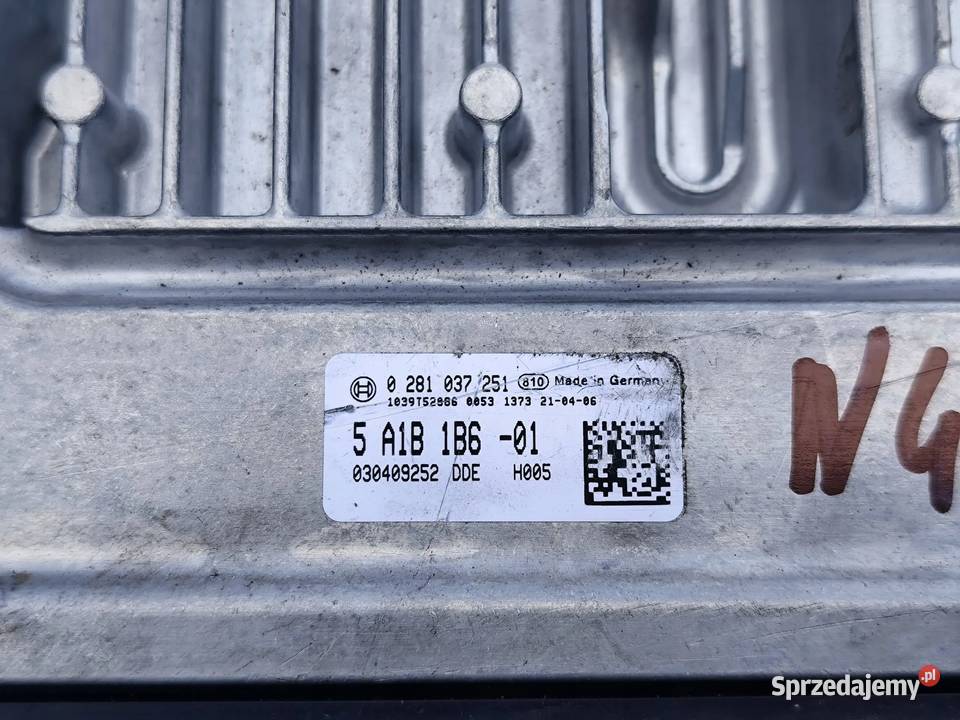 0 281 037 251 810 Made in Germany
1039T52866 0053 1373 21-04-06
5 A1B 1B6 -01
030409252 DDE H005
N4
Sprzedajemy.pl